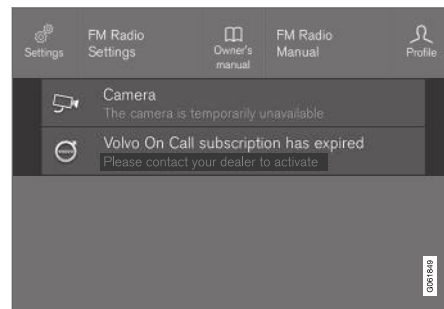 Settings
FM Radio
Settings
Owner's
manual
FM Radio
Manual
Profile
Camera
The camera is temporarily unavailable
Volvo On Call subscription has expired
Please contact your dealer to activate
G061849